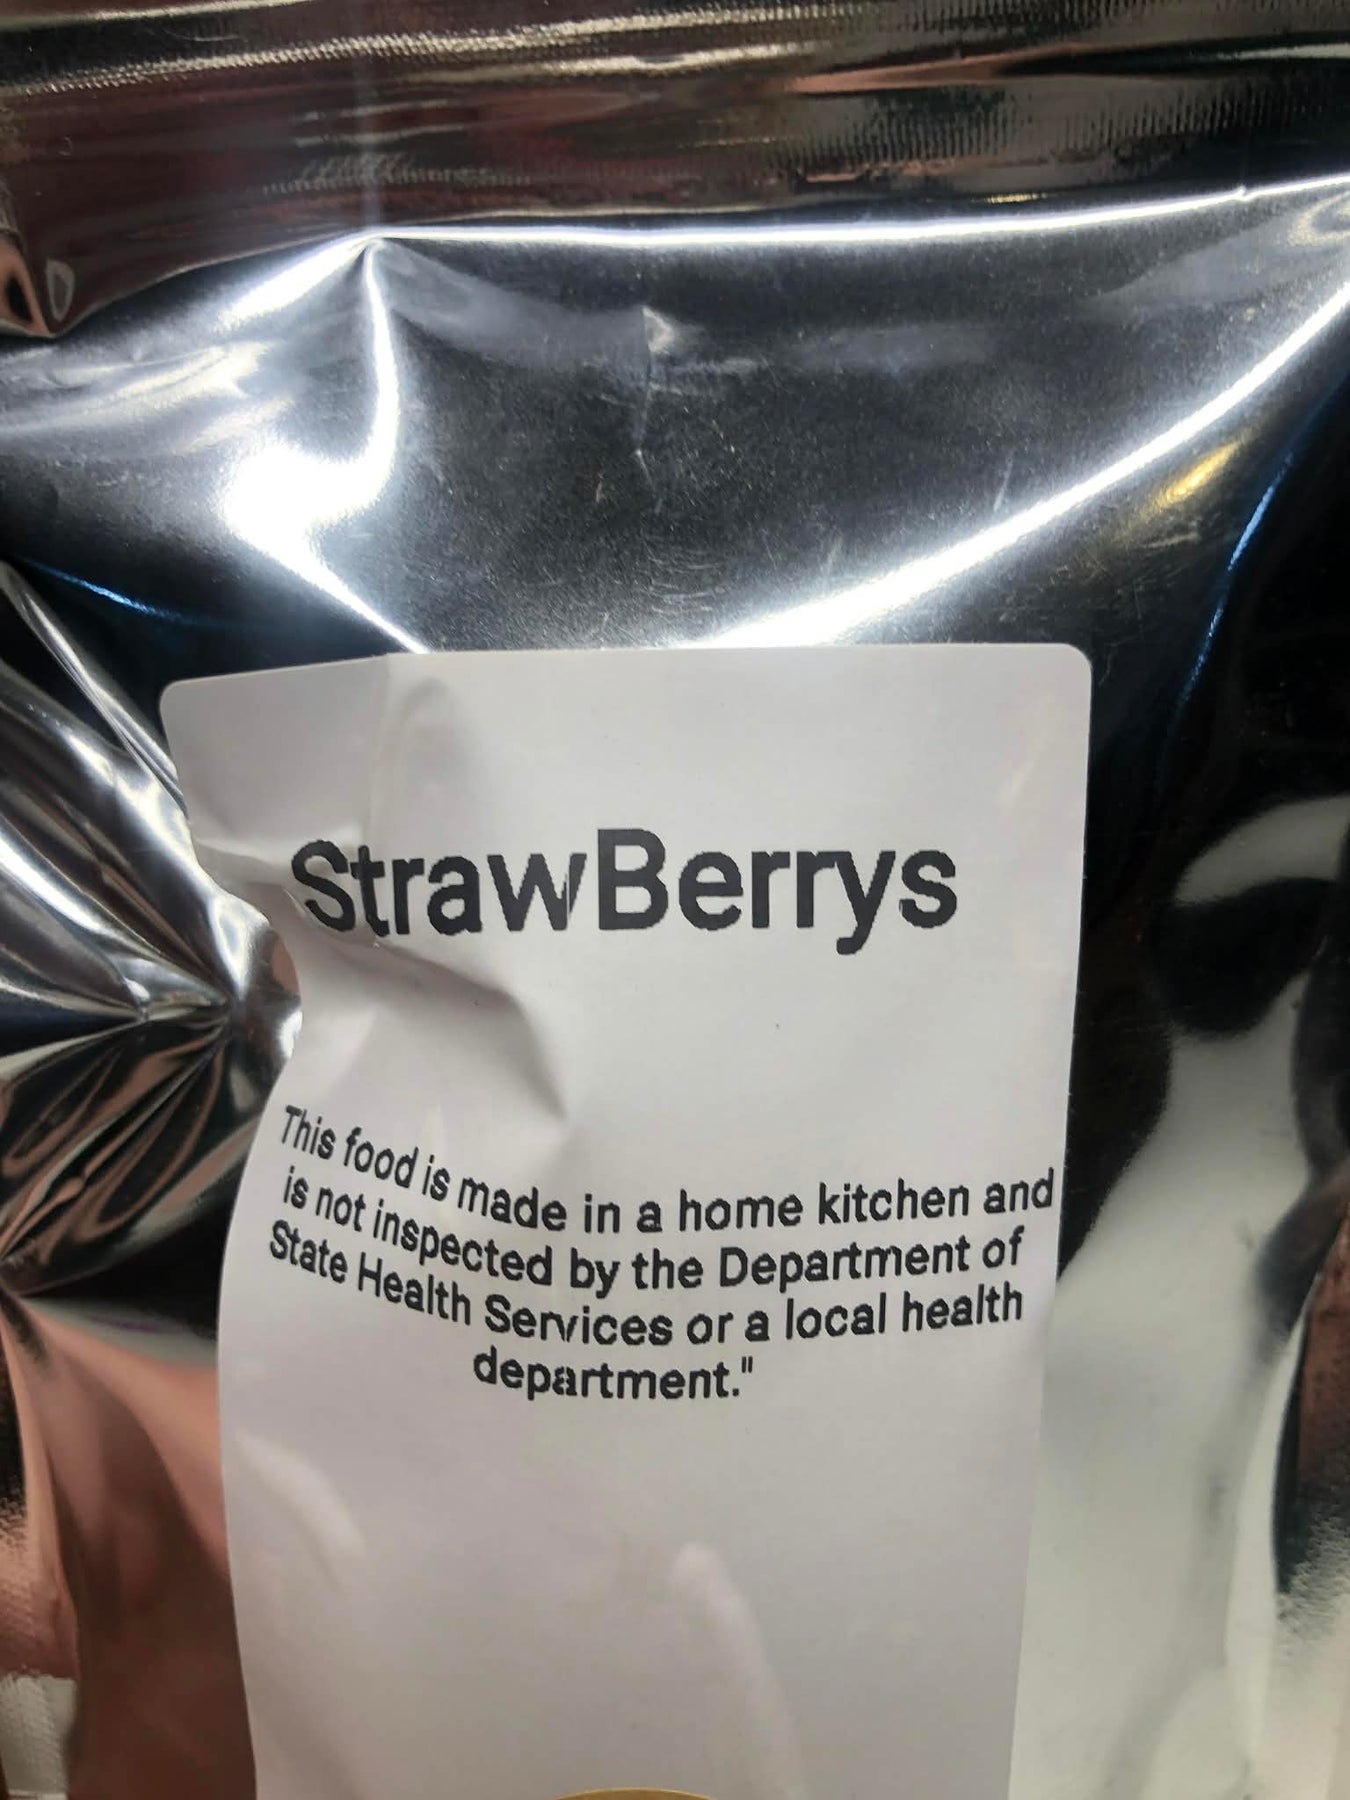 StrawBerrys
This food is made in a home kitchen and
is not inspected by the Department of
State Health Services or a local health
department."